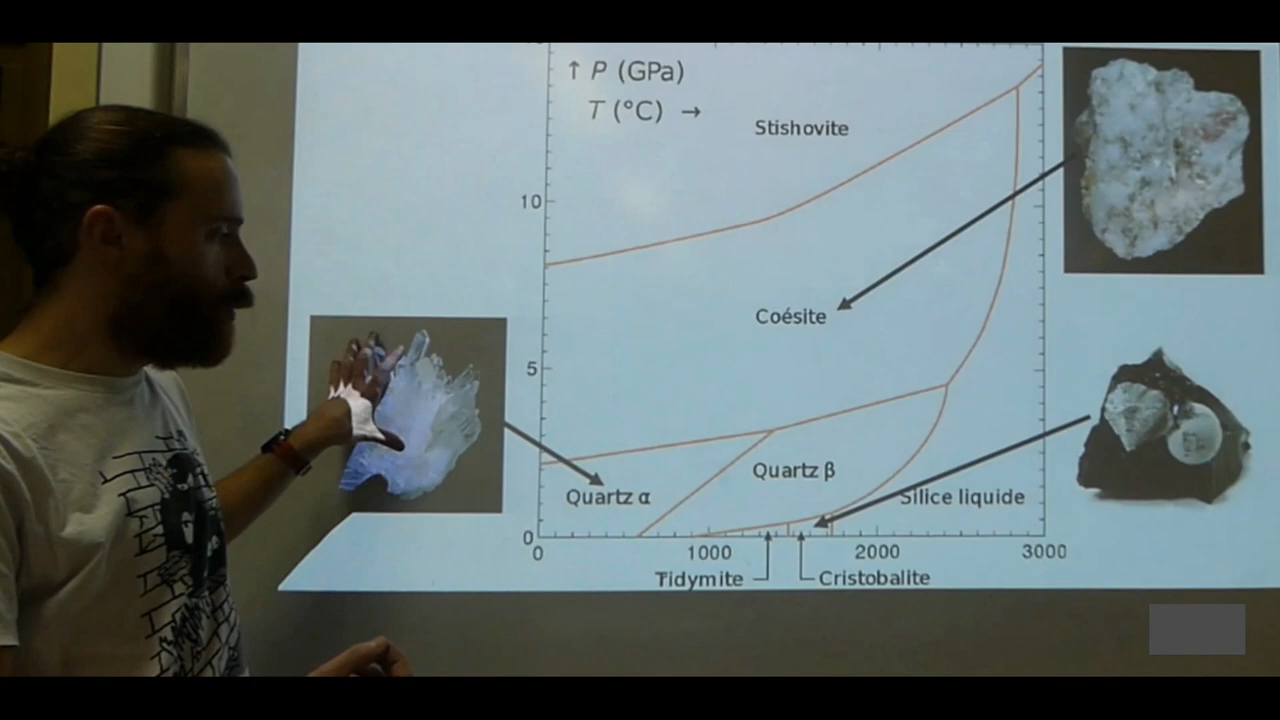 ↑ P (GPa)
T (°C) →
Stishovite
10
Coésite
5
Quartz β
Quartz α
Silice liquide
0
0
1000
2000
3000
Tidymite
Cristobalite